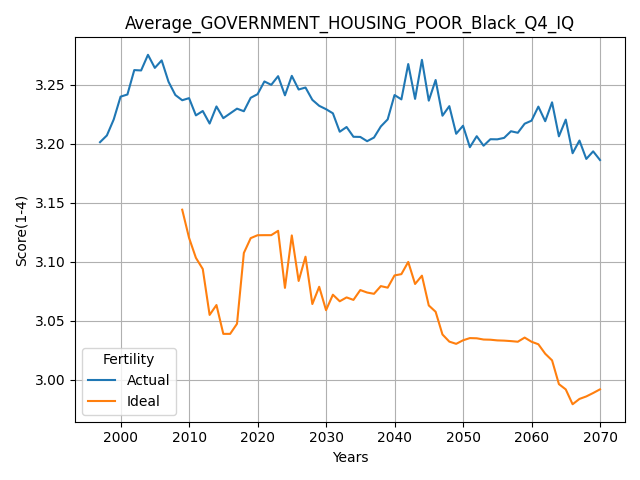 Average_GOVERNMENT_HOUSING_POOR_Black_Q4_IQ
Score(1-4)
3.25
3.20
3.15
3.10
3.05
3.00
Fertility
Actual
Ideal
2000 2010 2020 2030 2040 2050 2060 2070
Years